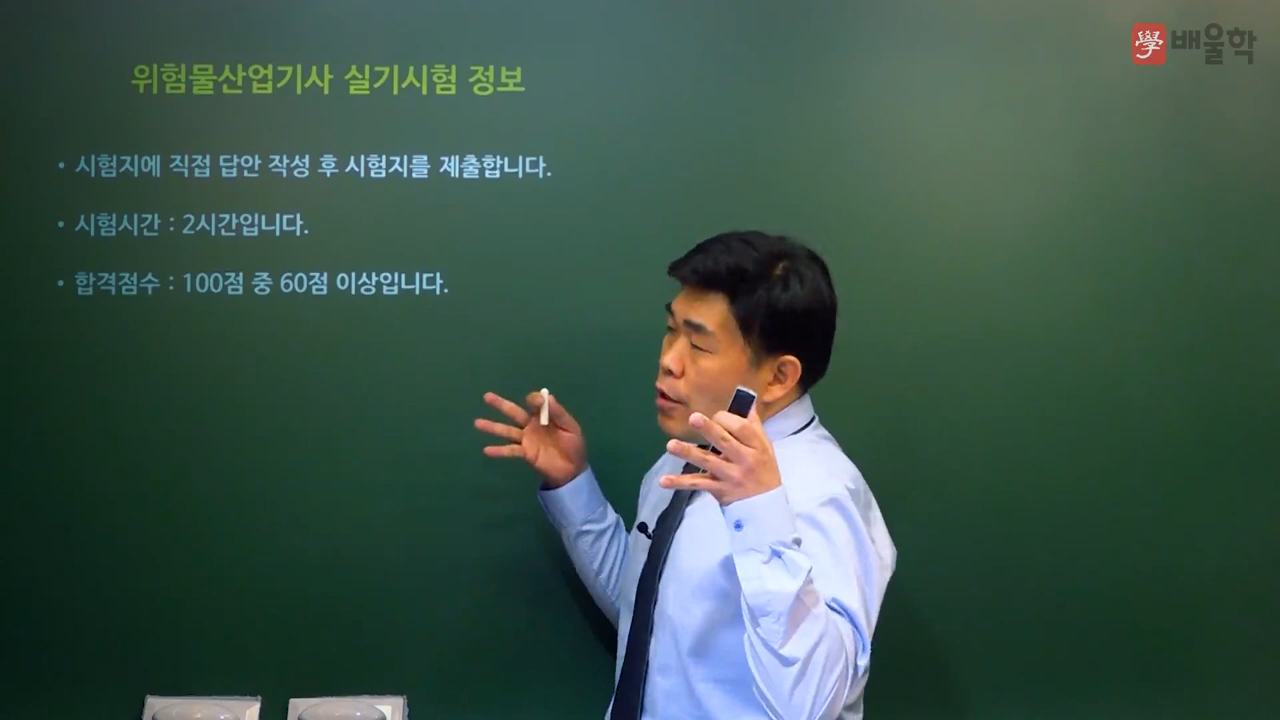 學 배울학
위험물산업기사 실기시험 정보
• 시험지에 직접 답안 작성 후 시험지를 제출합니다.
• 시험시간 : 2시간입니다.
• 합격점수 : 100점 중 60점 이상입니다.